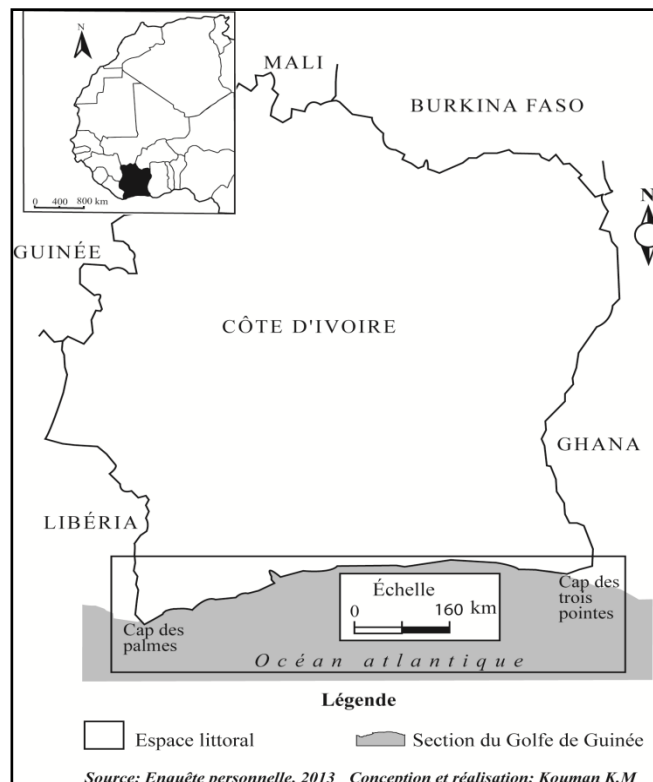 N
0 400 800 km
MALI
BURKINA FASO
N
GUINÉE
CÔTE D'IVOIRE
GHANA
LIBÉRIA
Échelle
0 160 km
Cap des
palmes
Cap des
trois
pointes
Océan atlantique
Légende
Espace littoral
Section du Golfe de Guinée
Source: Enquête personnelle, 2013 Conception et réalisation: Kouman K.M